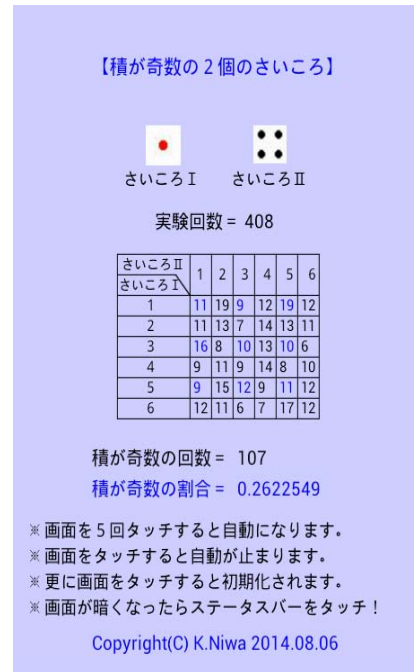 【積が奇数の2個のさいころ】
さいころⅠ さいころⅡ
実験回数 = 408
さいころⅡ 1 2 3 4 5 6
さいころⅠ
1 11 19 9 12 19 12
2 11 13 7 14 13 11
3 16 8 10 13 10 6
4 9 11 9 14 8 10
5 9 15 12 9 11 12
6 12 11 6 7 17 12
積が奇数の回数 = 107
積が奇数の割合 = 0.2622549
※画面を5回タッチすると自動になります。
※画面をタッチすると自動が止まります。
※更に画面をタッチすると初期化されます。
※画面が暗くなったらステータスバーをタッチ！
Copyright(C) K.Niwa 2014.08.06